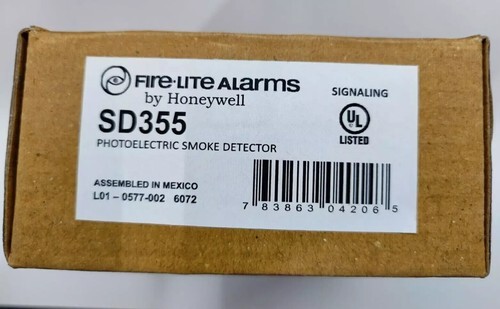 FIRE·LITE ALARMS
by Honeywell
SIGNALING
UL
LISTED
SD355
PHOTOELECTRIC SMOKE DETECTOR
ASSEMBLED IN MEXICO
L01 – 0577-002 6072
7 83863 04206 5